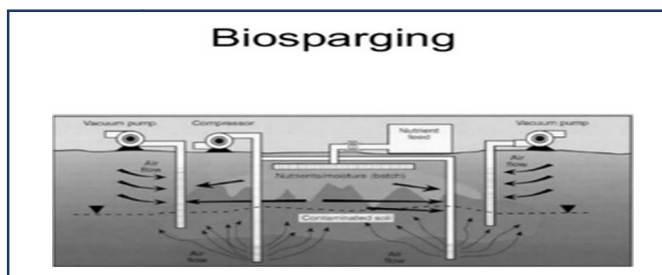 Biosparging
Vacuum pump
Compressor
Nutrient
feed
Vacuum pump
Air
flow
Nutrients/moisture (batch)
Air
flow
Contaminated soil
Air
flow
Air
flow